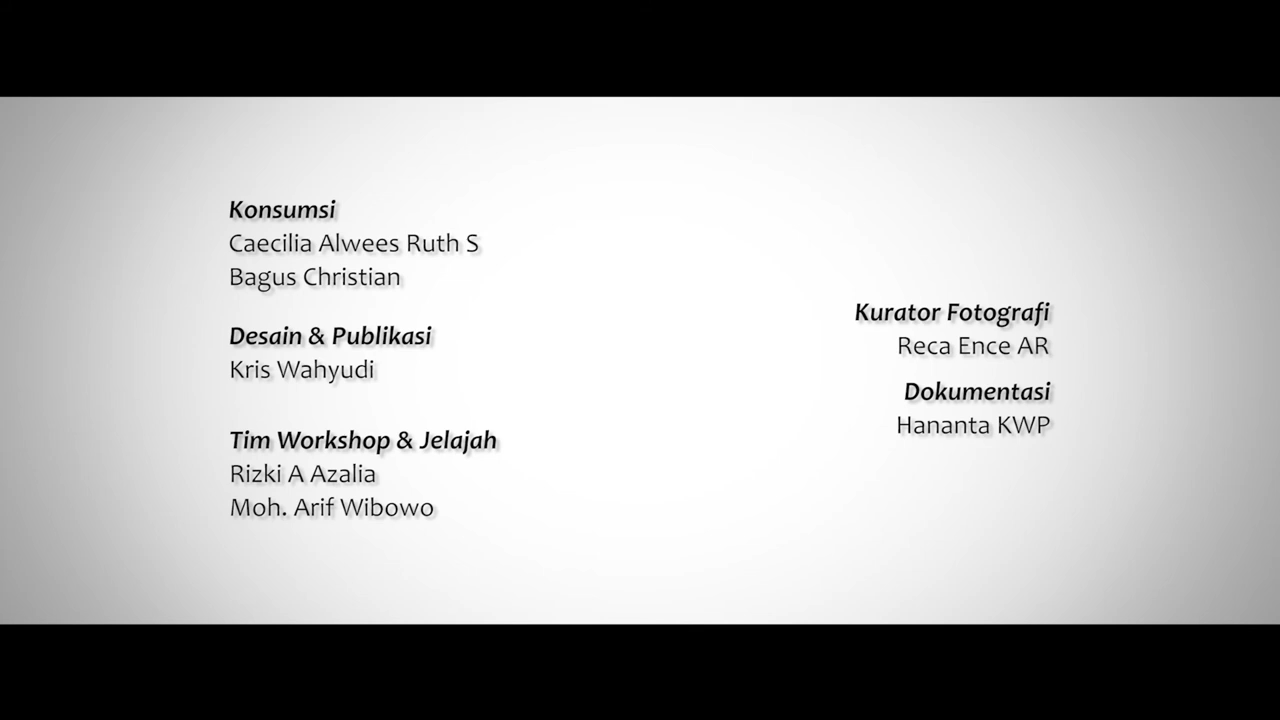 Konsumsi
Caecilia Alwees Ruth S
Bagus Christian
Desain & Publikasi
Kris Wahyudi
Tim Workshop & Jelajah
Rizki A Azalia
Moh. Arif Wibowo
Kurator Fotografi
Reca Ence AR
Dokumentasi
Hananta KWP